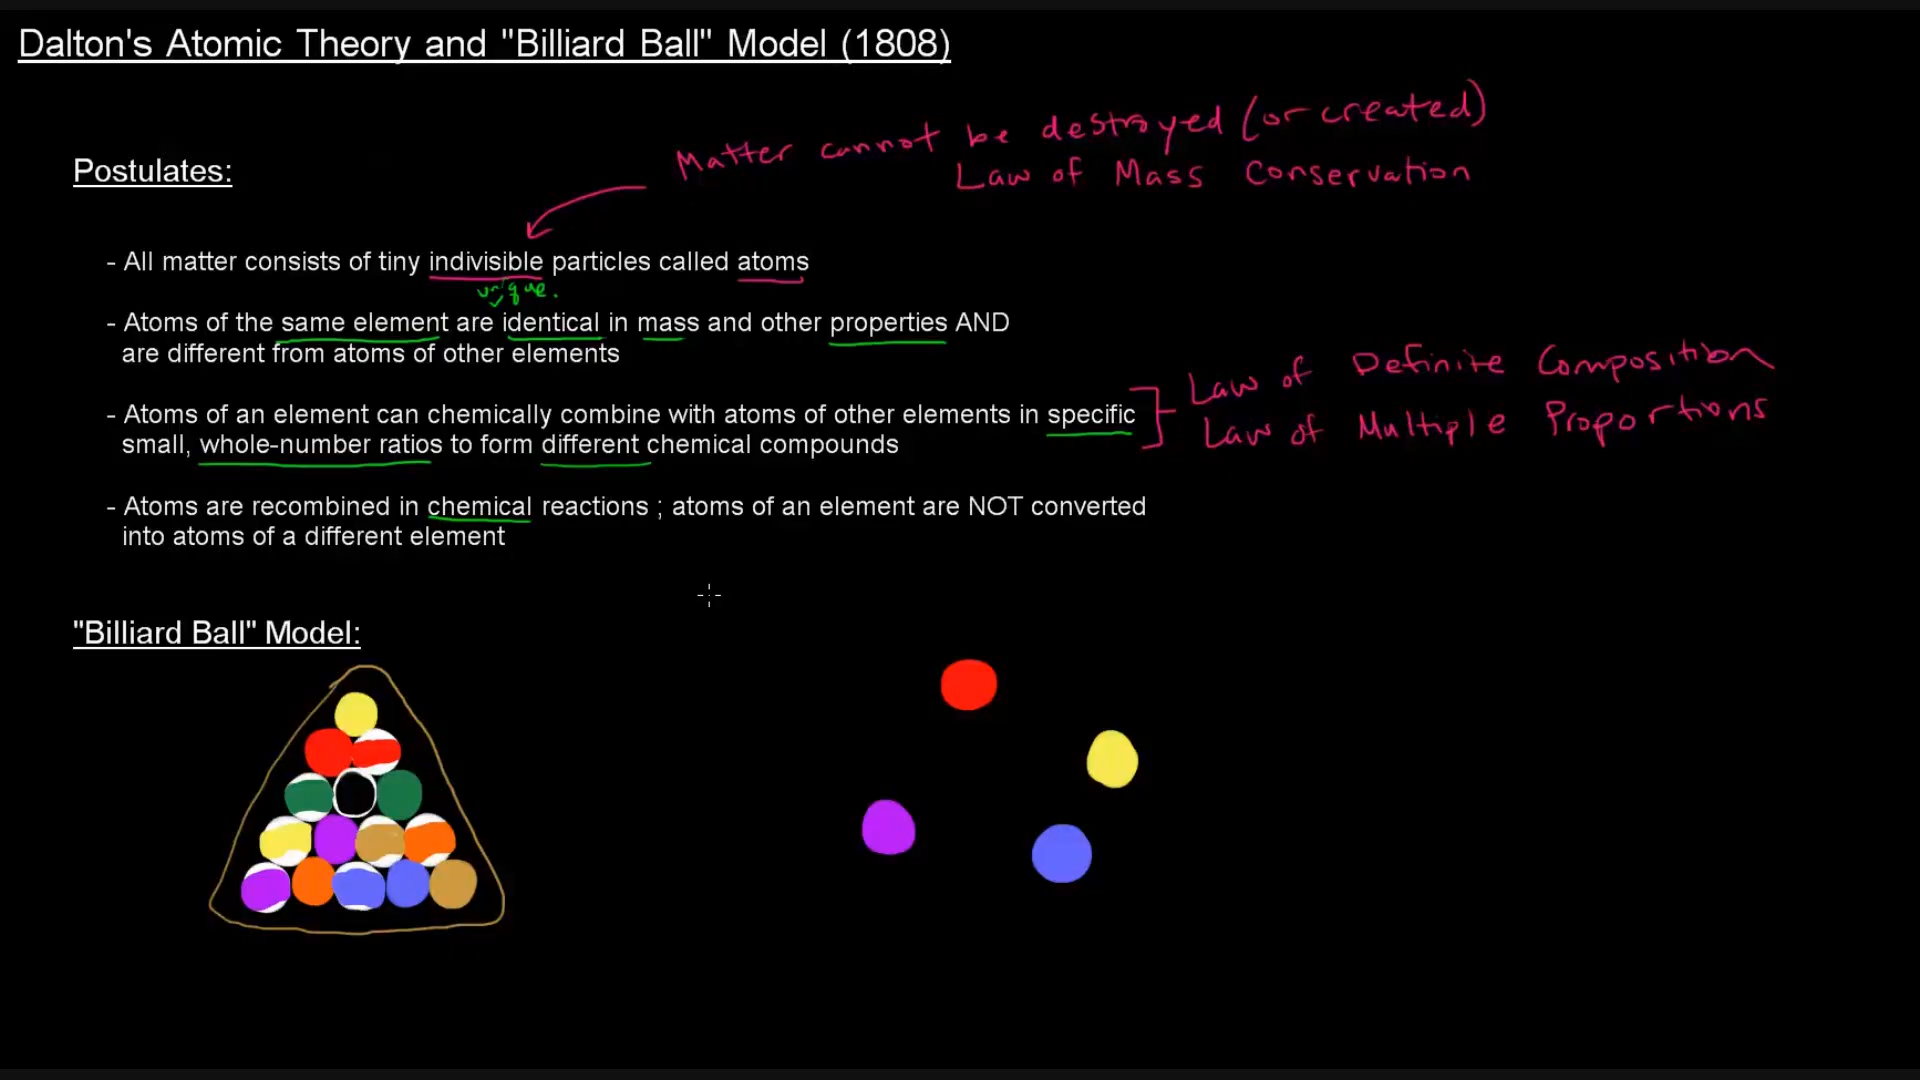 Dalton's Atomic Theory and "Billiard Ball" Model (1808)
Matter cannot be destroyed (or created)
Law of Mass Conservation
Postulates:
- All matter consists of tiny indivisible particles called atoms
unique.
- Atoms of the same element are identical in mass and other properties AND
are different from atoms of other elements
- Atoms of an element can chemically combine with atoms of other elements in specific
small, whole-number ratios to form different chemical compounds
Law of Definite Composition
Law of Multiple Proportions
- Atoms are recombined in chemical reactions ; atoms of an element are NOT converted
into atoms of a different element
"Billiard Ball" Model: